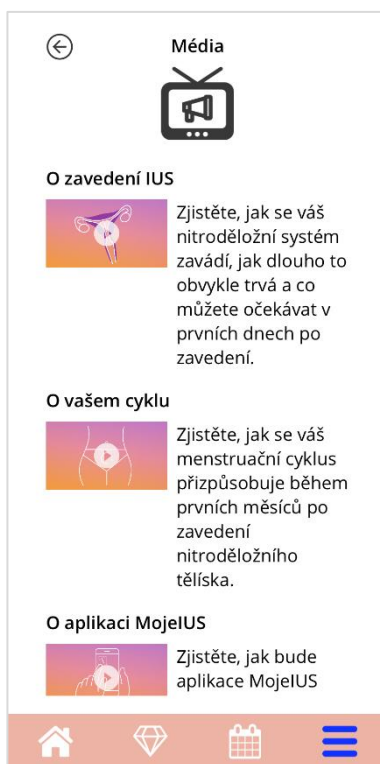 Média
O zavedení IUS
Zjistěte, jak se váš
nitroděložní systém
zavádí, jak dlouho to
obvykle trvá a co
můžete očekávat v
prvních dnech po
zavedení.
O vašem cyklu
Zjistěte, jak se váš
menstruační cyklus
přizpůsobuje během
prvních měsíců po
zavedení
nitroděložního
tělíska.
O aplikaci MojeIUS
Zjistěte, jak bude
aplikace MojeIUS